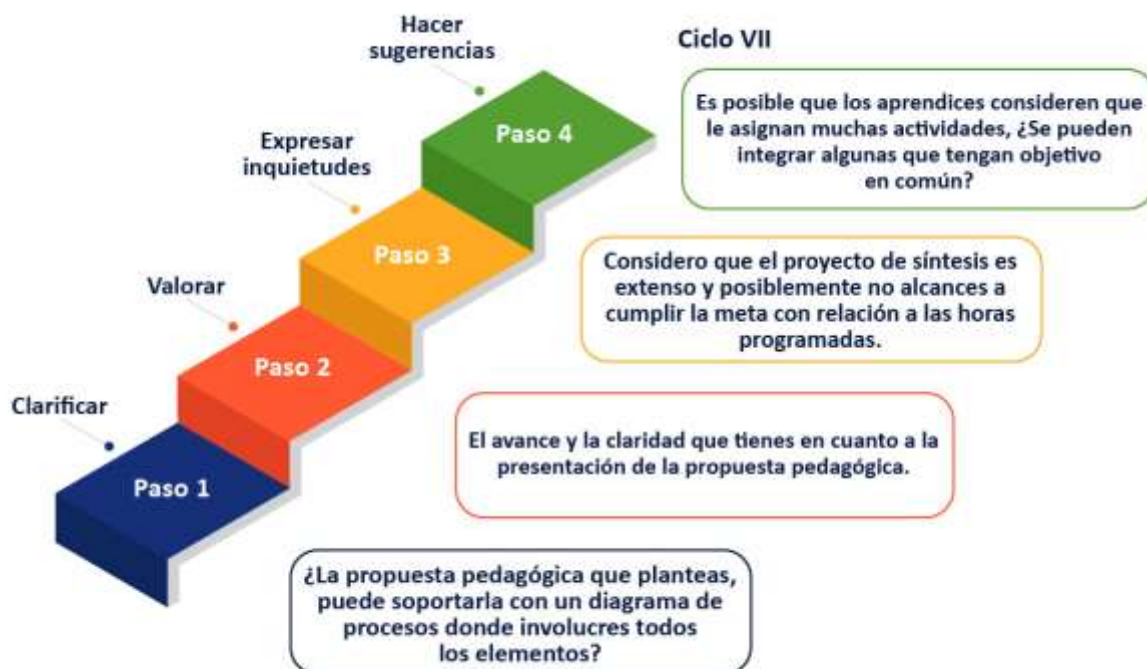 Ciclo VII
Hacer
sugerencias
Paso 4
Es posible que los aprendices consideren que
le asignan muchas actividades, ¿Se pueden
integrar algunas que tengan objetivo
en común?
Expresar
inquietudes
Paso 3
Considero que el proyecto de síntesis es
extenso y posiblemente no alcances a
cumplir la meta con relación a las horas
programadas.
Valorar
Paso 2
El avance y la claridad que tienes en cuanto a la
presentación de la propuesta pedagógica.
Clarificar
Paso 1
¿La propuesta pedagógica que planteas,
puede soportarla con un diagrama de
procesos donde involucres todos
los elementos?